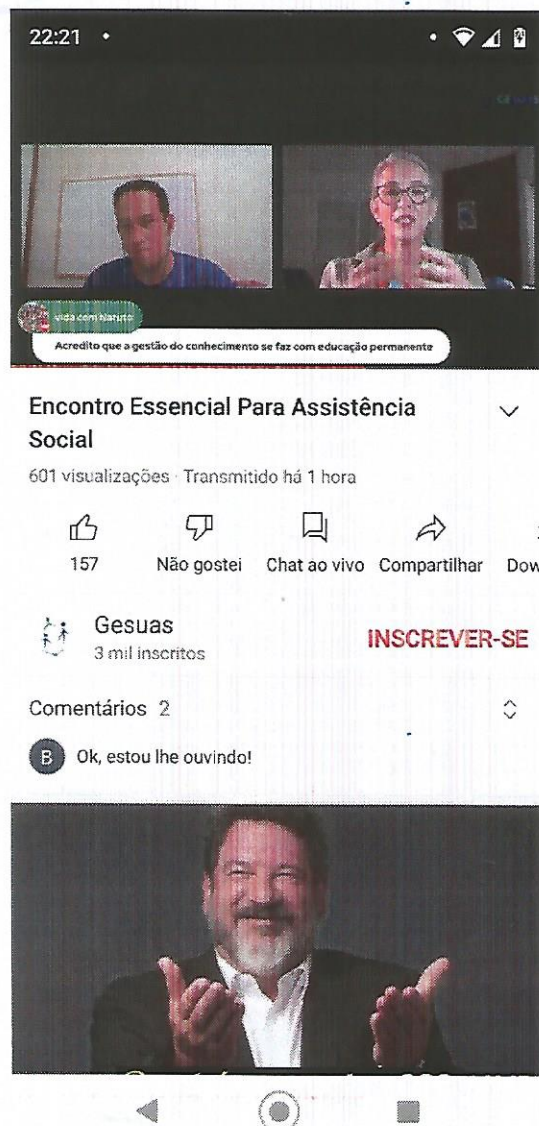 22:21
vida com Naruto
Acredito que a gestão do conhecimento se faz com educação permanente
Encontro Essencial Para Assistência
Social
601 visualizações · Transmitido há 1 hora
157
Não gostei
Chat ao vivo
Compartilhar
Dow
Gesuas
3 mil inscritos
INSCREVER-SE
Comentários 2
B
Ok, estou lhe ouvindo!